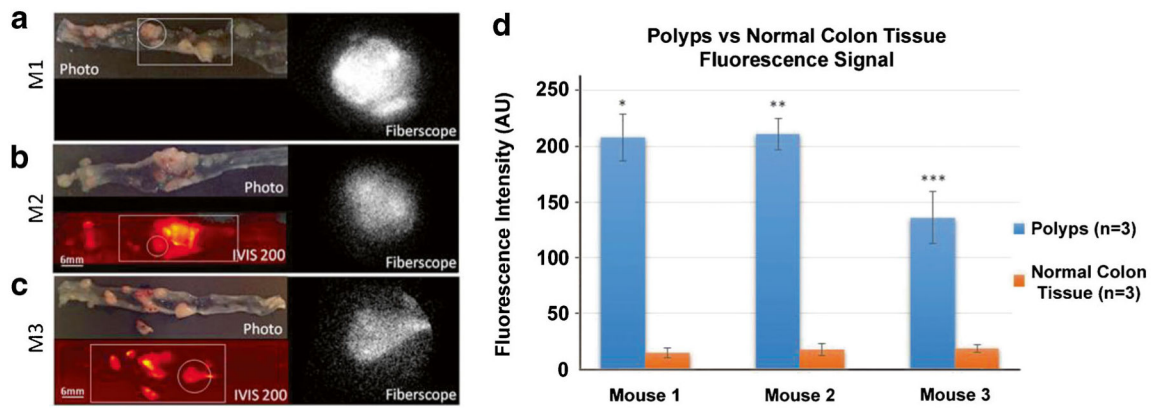 a
M1
Photo
Fiberscope
b
M2
Photo
6mm
IVIS 200
Fiberscope
c
M3
Photo
6mm
IVIS 200
Fiberscope
d
Polyps vs Normal Colon Tissue
Fluorescence Signal
Fluorescence Intensity (AU)
250
200
150
100
50
0
*
**
***
Mouse 1
Mouse 2
Mouse 3
Polyps (n=3)
Normal Colon
Tissue (n=3)